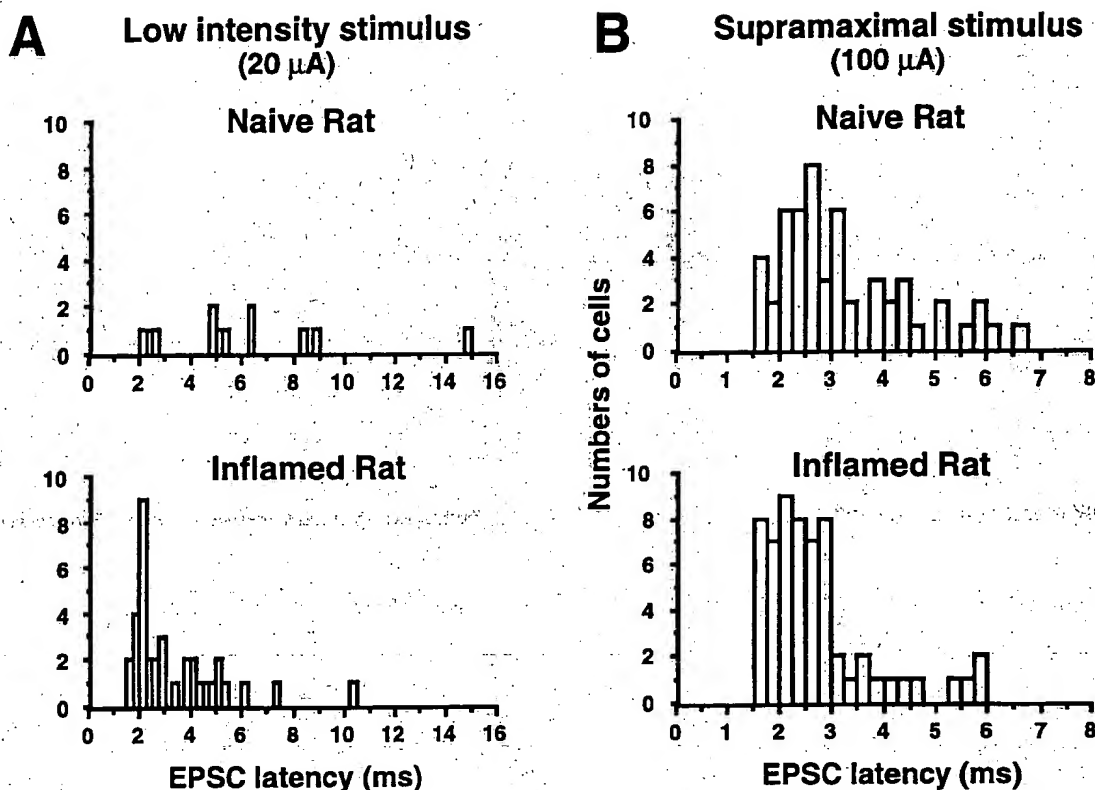 A
Low intensity stimulus
(20 μA)
Naive Rat
10
8
6
4
2
0
0 2 4 6 8 10 12 14 16
Inflamed Rat
10
8
6
4
2
0
0 2 4 6 8 10 12 14 16
EPSC latency (ms)
B
Supramaximal stimulus
(100 μA)
Numbers of cells
Naive Rat
10
8
6
4
2
0
0 1 2 3 4 5 6 7 8
Inflamed Rat
10
8
6
4
2
0
0 1 2 3 4 5 6 7 8
EPSC latency (ms)